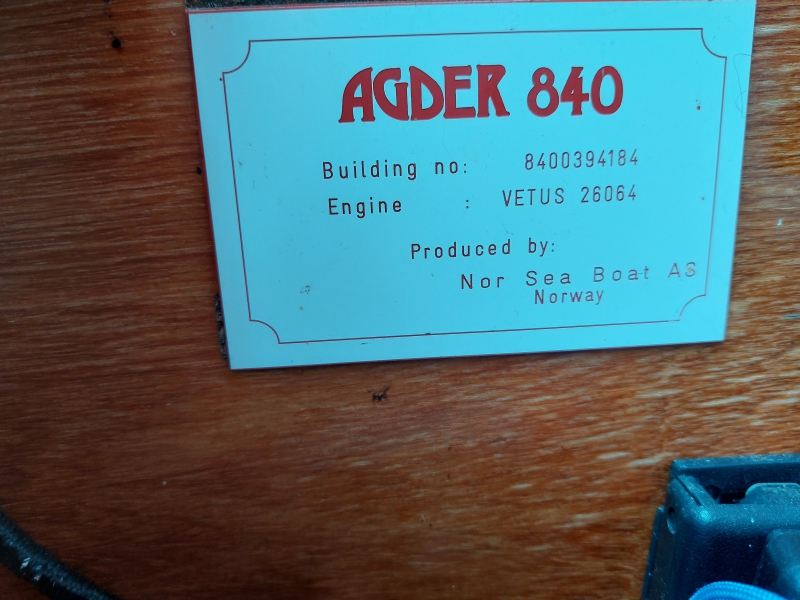 AGDER 840
Building no: 8400394184
Engine : VETUS 26064
Produced by:
Nor Sea Boat AS
Norway